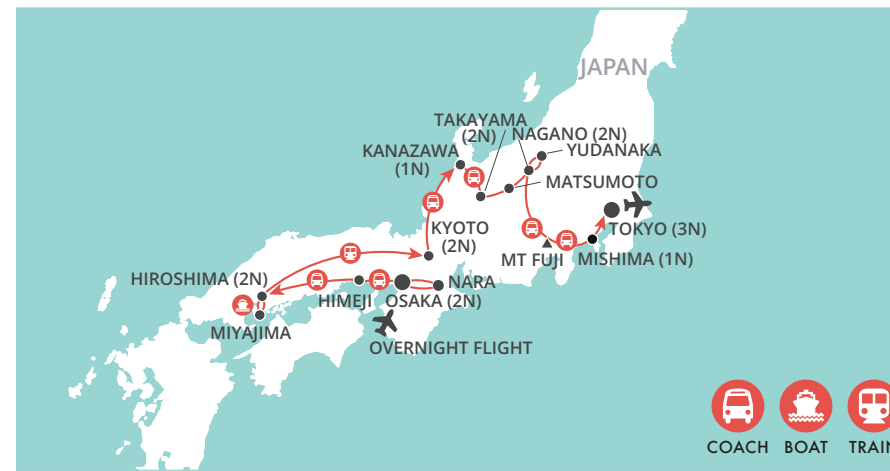 JAPAN
TAKAYAMA
(2N)
NAGANO (2N)
YUDANAKA
KANAZAWA
(1N)
MATSUMOTO
KYOTO
(2N)
TOKYO (3N)
MT FUJI
MISHIMA (1N)
HIROSHIMA (2N)
NARA
HIMEJI
OSAKA (2N)
MIYAJIMA
OVERNIGHT FLIGHT
COACH
BOAT
TRAIN